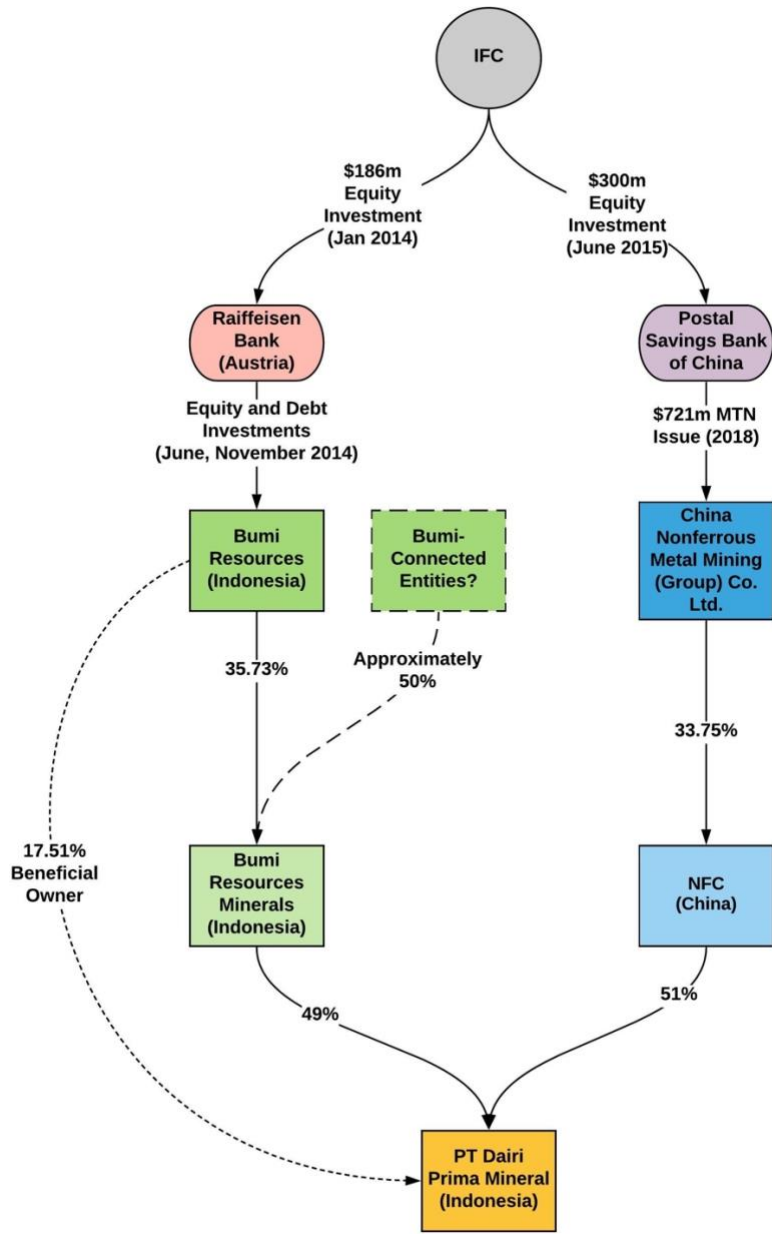 IFC
$186m
Equity
Investment
(Jan 2014)
$300m
Equity
Investment
(June 2015)
Raiffeisen
Bank
(Austria)
Postal
Savings Bank
of China
Equity and Debt
Investments
(June, November 2014)
$721m MTN
Issue (2018)
Bumi
Resources
(Indonesia)
Bumi-
Connected
Entities?
China
Nonferrous
Metal Mining
(Group) Co.
Ltd.
35.73%
Approximately
50%
33.75%
17.51%
Beneficial
Owner
Bumi
Resources
Minerals
(Indonesia)
NFC
(China)
49%
51%
PT Dairi
Prima Mineral
(Indonesia)